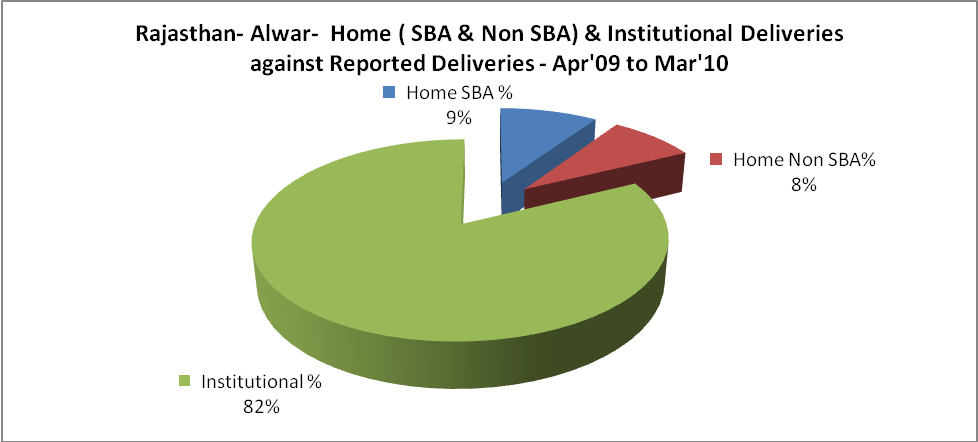 Rajasthan- Alwar- Home ( SBA & Non SBA) & Institutional Deliveries
against Reported Deliveries - Apr'09 to Mar'10
Home SBA %
9%
Home Non SBA%
8%
Institutional %
82%